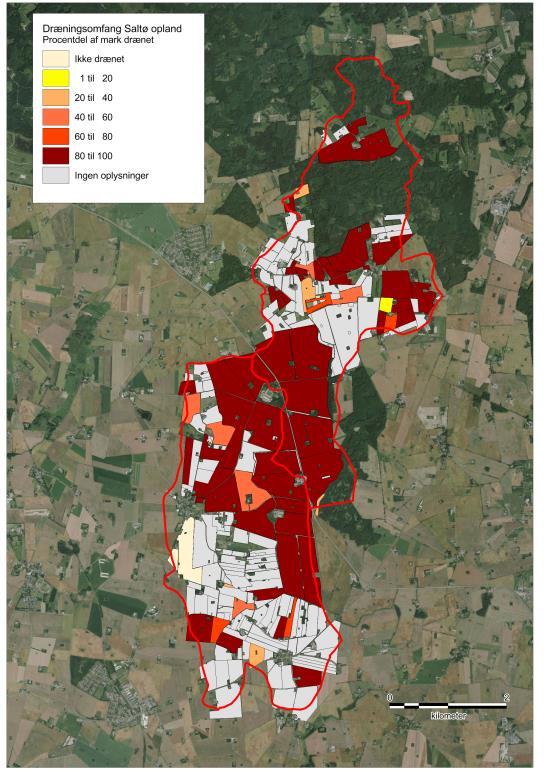 Dræningsomfang Saltø opland
Procentdel af mark drænet
Ikke drænet
1 til 20
20 til 40
40 til 60
60 til 80
80 til 100
Ingen oplysninger
0 2
kilometer